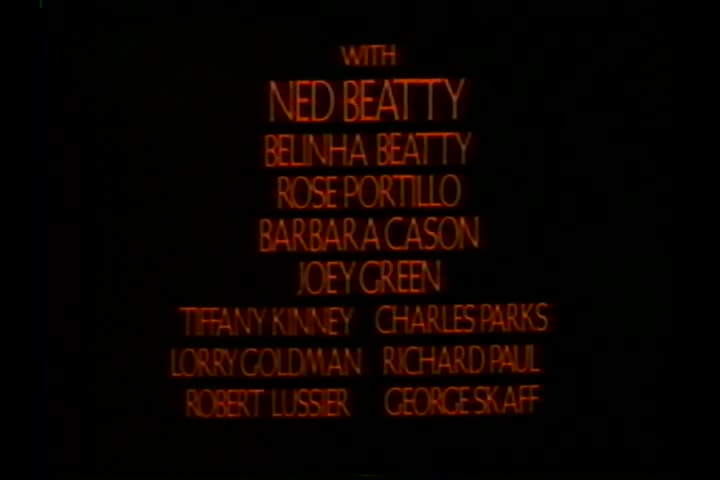 WITH
NED BEATTY
BELINHA BEATTY
ROSE PORTILLO
BARBARA CASON
JOEY GREEN
TIFFANY KINNEY CHARLES PARKS
LORRY GOLDMAN RICHARD PAUL
ROBERT LUSSIER GEORGE SKAFF